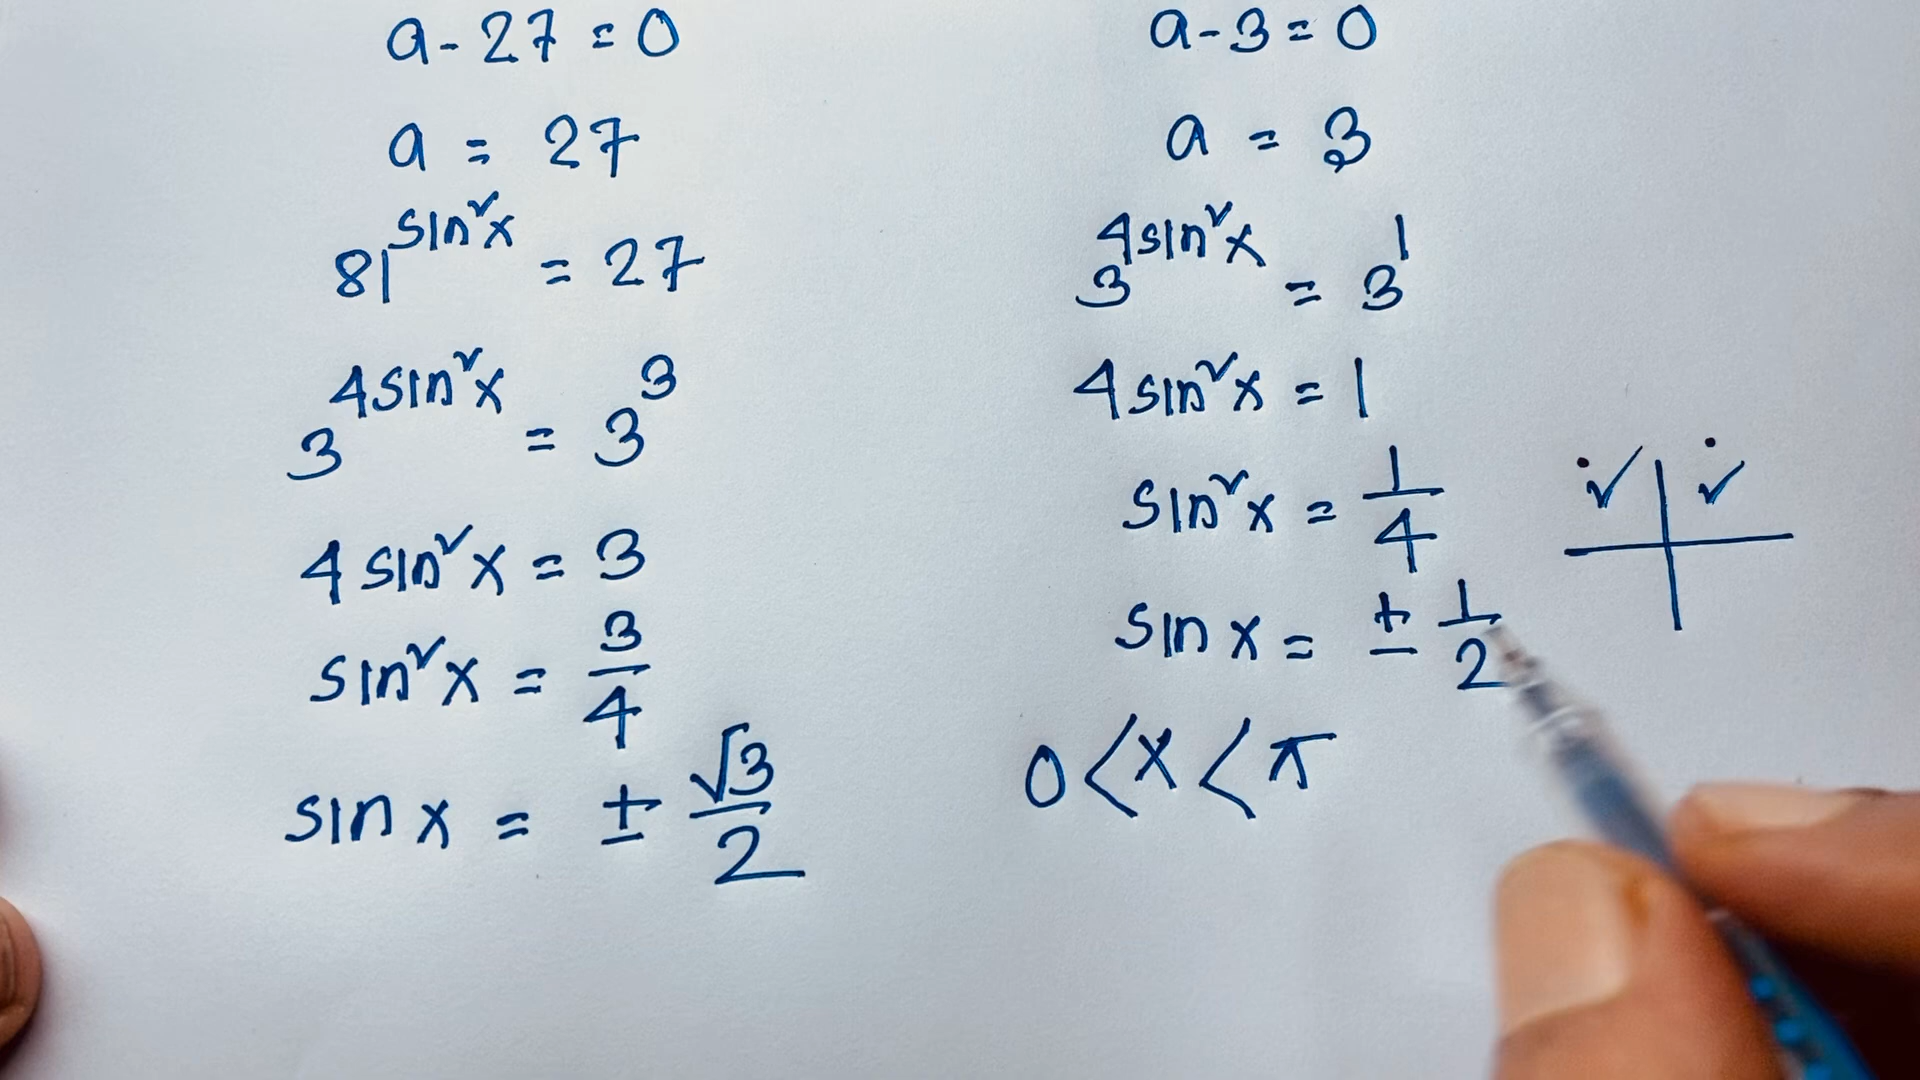 a - 27 = 0
a = 27
81^sin²x = 27
3^4sin²x = 3^3
4 sin²x = 3
sin²x = 3/4
sin x = ± √3/2
a - 3 = 0
a = 3
3^4sin²x = 3^1
4 sin²x = 1
sin²x = 1/4
sin x = ± 1/2
0 < x < π